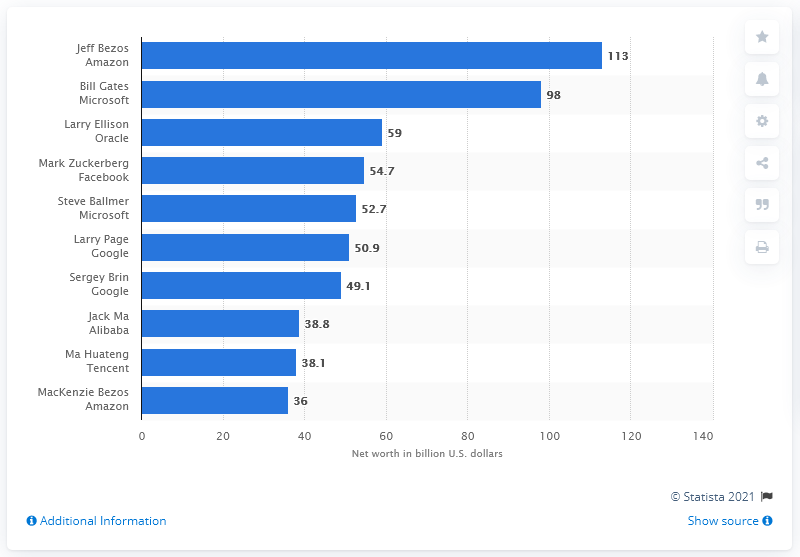 Jeff Bezos
Amazon
113
Bill Gates
Microsoft
98
Larry Ellison
Oracle
59
Mark Zuckerberg
Facebook
54.7
Steve Ballmer
Microsoft
52.7
Larry Page
Google
50.9
Sergey Brin
Google
49.1
Jack Ma
Alibaba
38.8
Ma Huateng
Tencent
38.1
MacKenzie Bezos
Amazon
36
0 20 40 60 80 100 120 140
Net worth in billion U.S. dollars
© Statista 2021
Additional Information
Show source